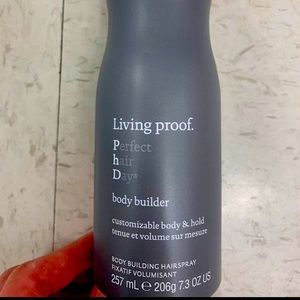 Living proof.
Perfect
hair
Day®
body builder
customizable body & hold
tenue et volume sur mesure
BODY BUILDING HAIRSPRAY
FIXATIF VOLUMISANT
257 mL ℮ 206g 7.3 OZ US